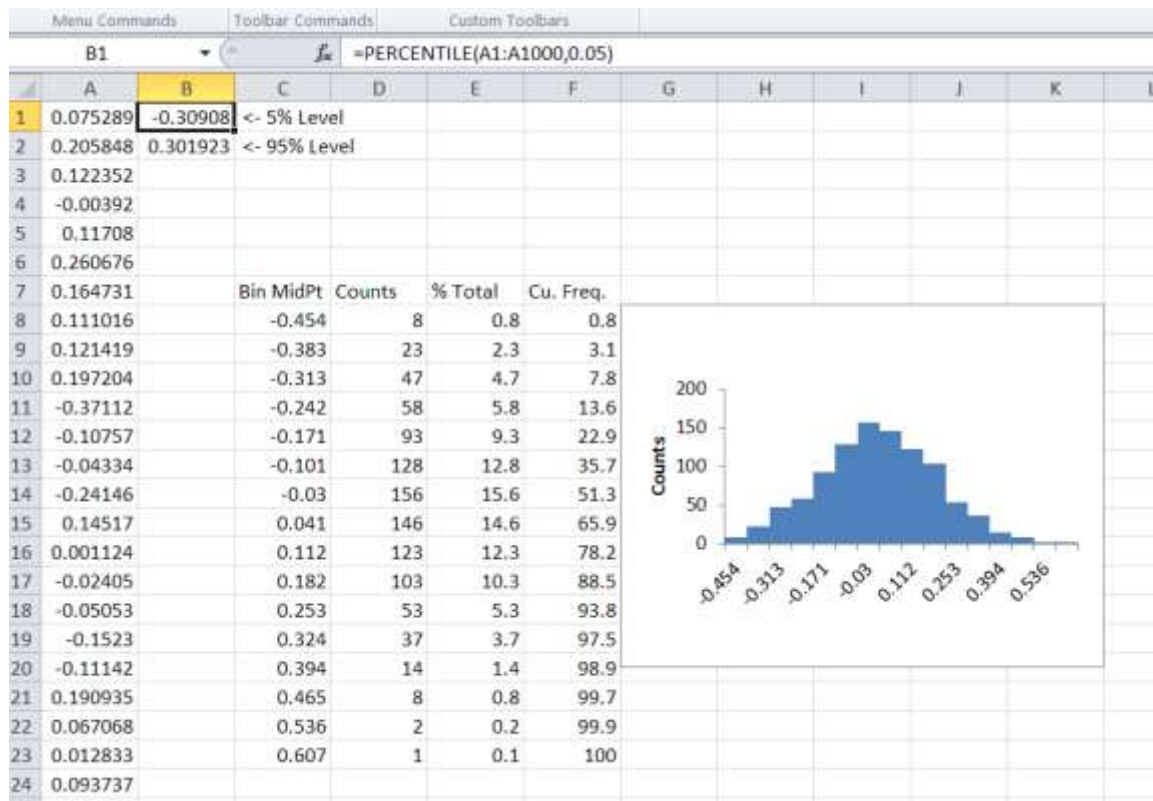 Menu Commands Toolbar Commands Custom Toolbars
B1 fx =PERCENTILE(A1:A1000,0.05)
A B C D E F G H I J K L
1 0.075289 -0.30908 <- 5% Level
2 0.205848 0.301923 <- 95% Level
3 0.122352
4 -0.00392
5 0.11708
6 0.260676
7 0.164731 Bin MidPt Counts % Total Cu. Freq.
8 0.111016 -0.454 8 0.8 0.8
9 0.121419 -0.383 23 2.3 3.1
10 0.197204 -0.313 47 4.7 7.8
11 -0.37112 -0.242 58 5.8 13.6
12 -0.10757 -0.171 93 9.3 22.9
13 -0.04334 -0.101 128 12.8 35.7
14 -0.24146 -0.03 156 15.6 51.3
15 0.14517 0.041 146 14.6 65.9
16 0.001124 0.112 123 12.3 78.2
17 -0.02405 0.182 103 10.3 88.5
18 -0.05053 0.253 53 5.3 93.8
19 -0.1523 0.324 37 3.7 97.5
20 -0.11142 0.394 14 1.4 98.9
21 0.190935 0.465 8 0.8 99.7
22 0.067068 0.536 2 0.2 99.9
23 0.012833 0.607 1 0.1 100
24 0.093737
Counts
200
150
100
50
0
-0.454 -0.313 -0.171 -0.03 0.112 0.253 0.394 0.536